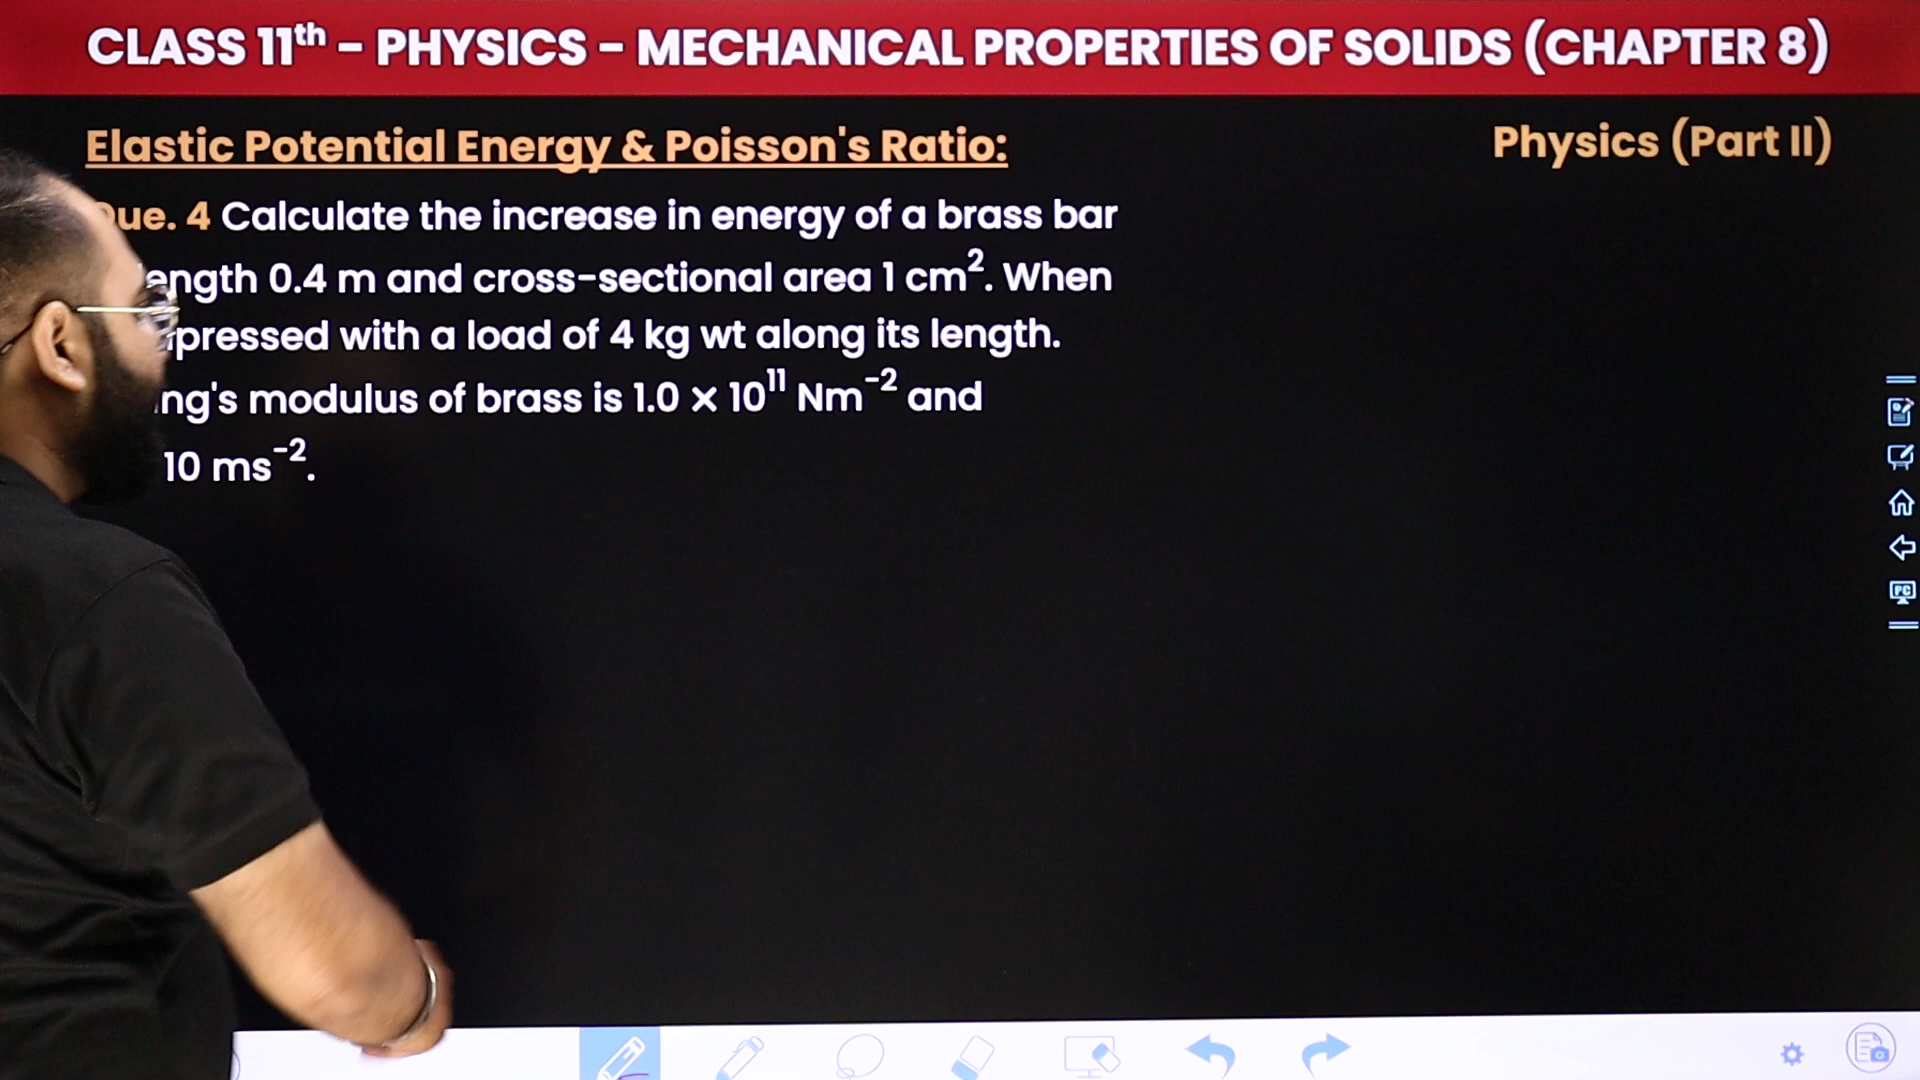 CLASS 11th - PHYSICS - MECHANICAL PROPERTIES OF SOLIDS (CHAPTER 8)
Elastic Potential Energy & Poisson's Ratio:
Physics (Part II)
Que. 4 Calculate the increase in energy of a brass bar
length 0.4 m and cross-sectional area 1 cm². When
pressed with a load of 4 kg wt along its length.
ng's modulus of brass is 1.0 × 10¹¹ Nm⁻² and
10 ms⁻².
PC